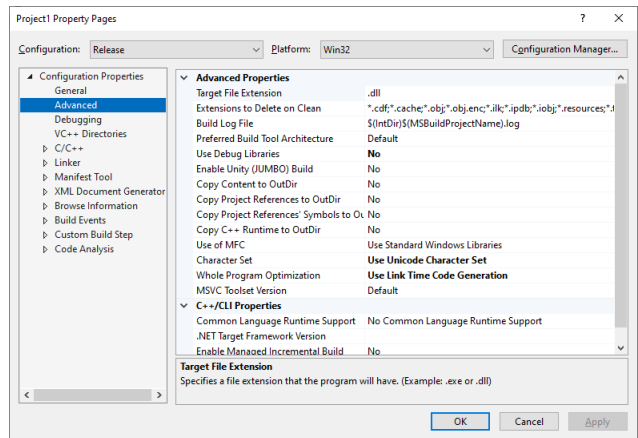 Project1 Property Pages ? ×
Configuration: Release Platform: Win32 Configuration Manager...
Configuration Properties
General
Advanced
Debugging
VC++ Directories
C/C++
Linker
Manifest Tool
XML Document Generator
Browse Information
Build Events
Custom Build Step
Code Analysis
Advanced Properties
Target File Extension .dll
Extensions to Delete on Clean *.cdf;*.cache;*.obj;*.obj.enc;*.ilk;*.ipdb;*.iobj;*.resources;*.t
Build Log File $(IntDir)$(MSBuildProjectName).log
Preferred Build Tool Architecture Default
Use Debug Libraries No
Enable Unity (JUMBO) Build No
Copy Content to OutDir No
Copy Project References to OutDir No
Copy Project References' Symbols to Ou No
Copy C++ Runtime to OutDir No
Use of MFC Use Standard Windows Libraries
Character Set Use Unicode Character Set
Whole Program Optimization Use Link Time Code Generation
MSVC Toolset Version Default
C++/CLI Properties
Common Language Runtime Support No Common Language Runtime Support
.NET Target Framework Version
Enable Managed Incremental Build No
Target File Extension
Specifies a file extension that the program will have. (Example: .exe or .dll)
OK Cancel Apply